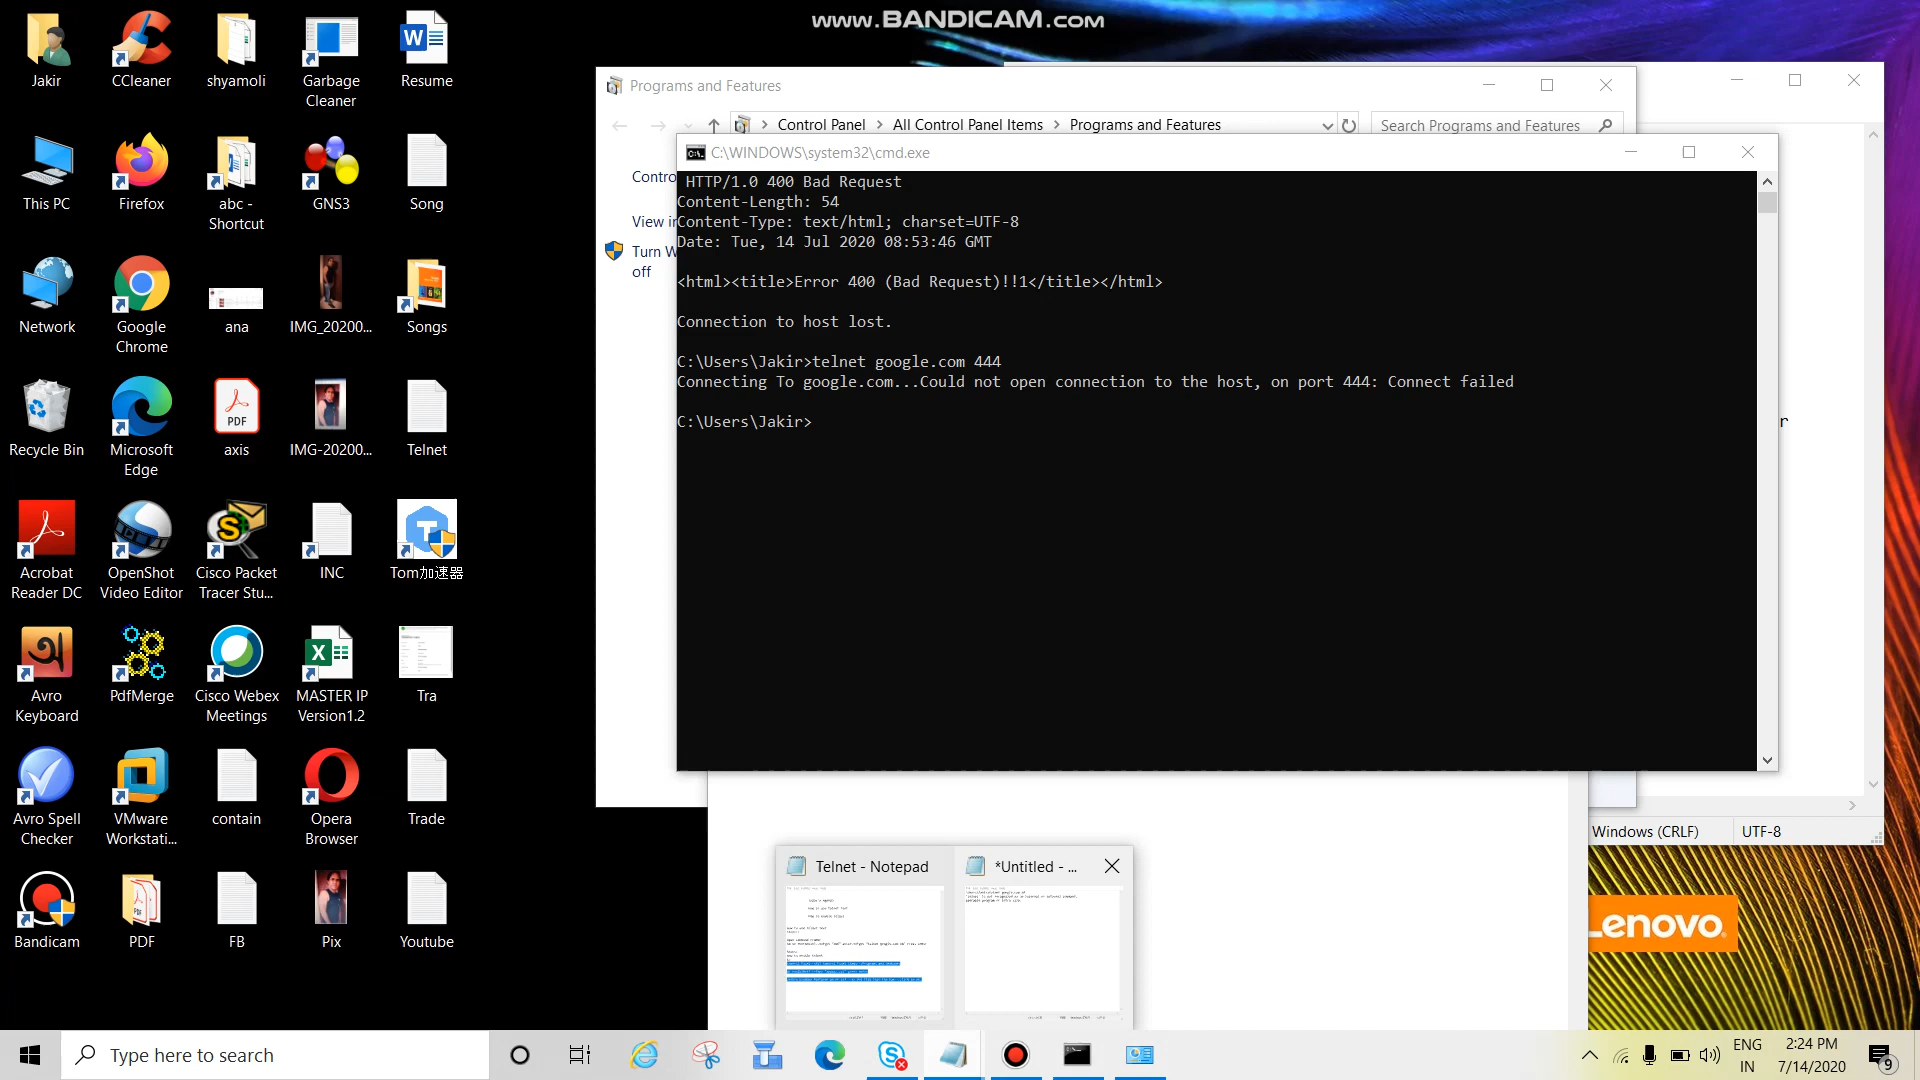 www.BANDICAM.com
Jakir
CCleaner
shyamoli
Garbage
Cleaner
Resume
This PC
Firefox
abc -
Shortcut
GNS3
Song
Network
Google
Chrome
ana
IMG_20200...
Songs
Recycle Bin
Microsoft
Edge
PDF
axis
IMG-20200...
Telnet
Acrobat
Reader DC
OpenShot
Video Editor
Cisco Packet
Tracer Stu...
INC
Tom加速器
Avro
Keyboard
PdfMerge
Cisco Webex
Meetings
MASTER IP
Version1.2
Tra
Avro Spell
Checker
VMware
Workstati...
contain
Opera
Browser
Trade
Bandicam
PDF
FB
Pix
Youtube
Programs and Features
Control Panel > All Control Panel Items > Programs and Features
Search Programs and Features
Contro
View in
Turn W
off
C:\WINDOWS\system32\cmd.exe
HTTP/1.0 400 Bad Request
Content-Length: 54
Content-Type: text/html; charset=UTF-8
Date: Tue, 14 Jul 2020 08:53:46 GMT
<html><title>Error 400 (Bad Request)!!1</title></html>
Connection to host lost.
C:\Users\Jakir>telnet google.com 444
Connecting To google.com...Could not open connection to the host, on port 444: Connect failed
C:\Users\Jakir>
r
Windows (CRLF)
UTF-8
Telnet - Notepad
*Untitled - ...
Lenovo
Type here to search
ENG
IN
2:24 PM
7/14/2020
9